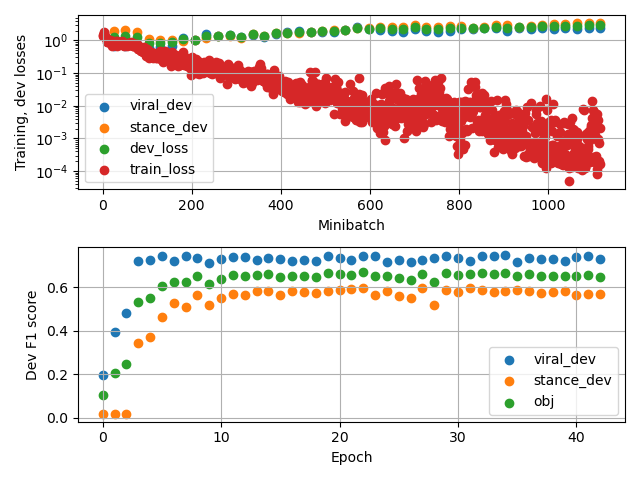 Training, dev losses
10⁰
10⁻¹
10⁻²
10⁻³
10⁻⁴
viral_dev
stance_dev
dev_loss
train_loss
0 200 400 600 800 1000
Minibatch
Dev F1 score
0.6
0.4
0.2
0.0
viral_dev
stance_dev
obj
0 10 20 30 40
Epoch